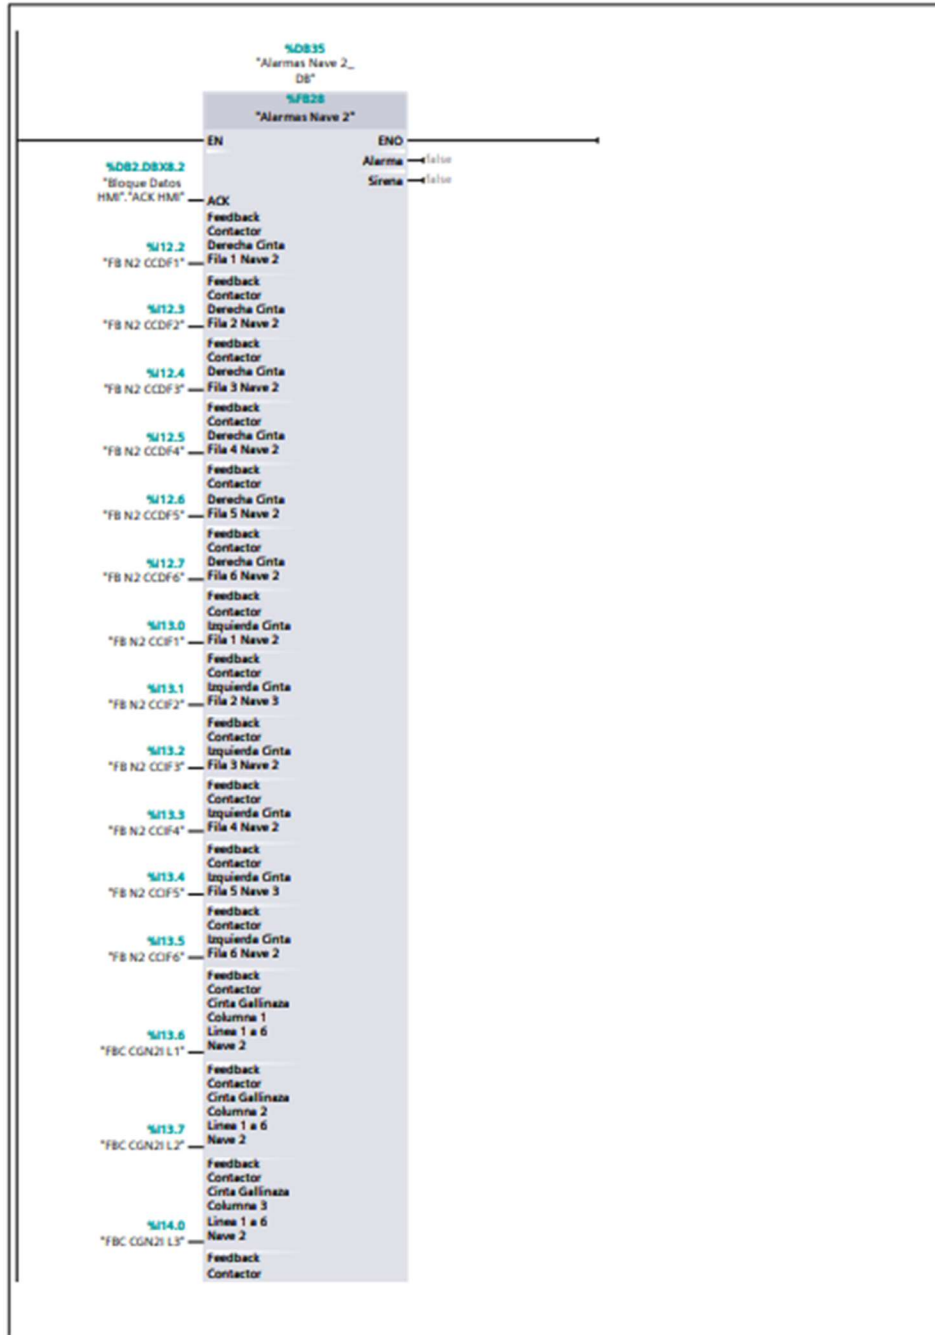 %DB35
"Alarmas Nave 2_
DB"
%FB28
"Alarmas Nave 2"
EN
ENO
Alarma
false
Sirena
false
%DB2.DBX8.2
"Bloque Datos
HMI"."ACK HMI"
ACK
Feedback
Contactor
Derecha Cinta
Fila 1 Nave 2
%I12.2
"FB N2 CCDF1"
Feedback
Contactor
Derecha Cinta
Fila 2 Nave 2
%I12.3
"FB N2 CCDF2"
Feedback
Contactor
Derecha Cinta
Fila 3 Nave 2
%I12.4
"FB N2 CCDF3"
Feedback
Contactor
Derecha Cinta
Fila 4 Nave 2
%I12.5
"FB N2 CCDF4"
Feedback
Contactor
Derecha Cinta
Fila 5 Nave 2
%I12.6
"FB N2 CCDF5"
Feedback
Contactor
Derecha Cinta
Fila 6 Nave 2
%I12.7
"FB N2 CCDF6"
Feedback
Contactor
Izquierda Cinta
Fila 1 Nave 2
%I13.0
"FB N2 CCIF1"
Feedback
Contactor
Izquierda Cinta
Fila 2 Nave 3
%I13.1
"FB N2 CCIF2"
Feedback
Contactor
Izquierda Cinta
Fila 3 Nave 2
%I13.2
"FB N2 CCIF3"
Feedback
Contactor
Izquierda Cinta
Fila 4 Nave 2
%I13.3
"FB N2 CCIF4"
Feedback
Contactor
Izquierda Cinta
Fila 5 Nave 3
%I13.4
"FB N2 CCIF5"
Feedback
Contactor
Izquierda Cinta
Fila 6 Nave 2
%I13.5
"FB N2 CCIF6"
Feedback
Contactor
Cinta Gallinaza
Columna 1
Linea 1 a 6
Nave 2
%I13.6
"FBC CGN2I L1"
Feedback
Contactor
Cinta Gallinaza
Columna 2
Linea 1 a 6
Nave 2
%I13.7
"FBC CGN2I L2"
Feedback
Contactor
Cinta Gallinaza
Columna 3
Linea 1 a 6
Nave 2
%I14.0
"FBC CGN2I L3"
Feedback
Contactor